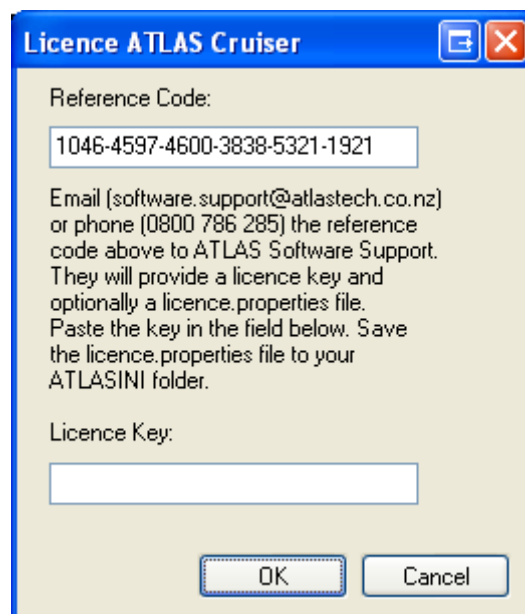 Licence ATLAS Cruiser
Reference Code:
1046-4597-4600-3838-5321-1921
Email (software.support@atlastech.co.nz)
or phone (0800 786 285) the reference
code above to ATLAS Software Support.
They will provide a licence key and
optionally a licence.properties file.
Paste the key in the field below. Save
the licence.properties file to your
ATLASINI folder.
Licence Key:
OK Cancel